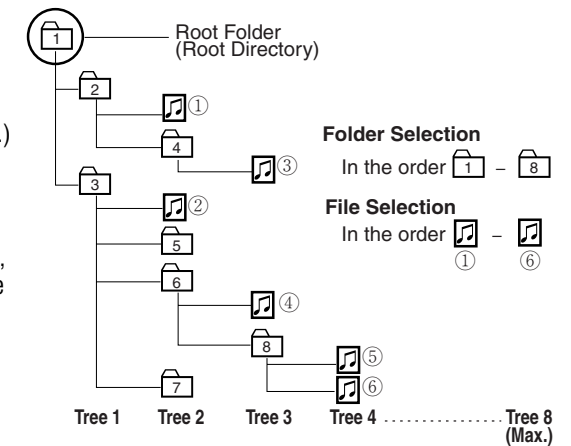 1
Root Folder
(Root Directory)
2
①
.)
4
③
Folder Selection
In the order 1 – 8
3
②
File Selection
In the order –
① ⑥
5
,
6
e
④
8
⑤
7
⑥
Tree 1 Tree 2 Tree 3 Tree 4 ................ Tree 8
(Max.)